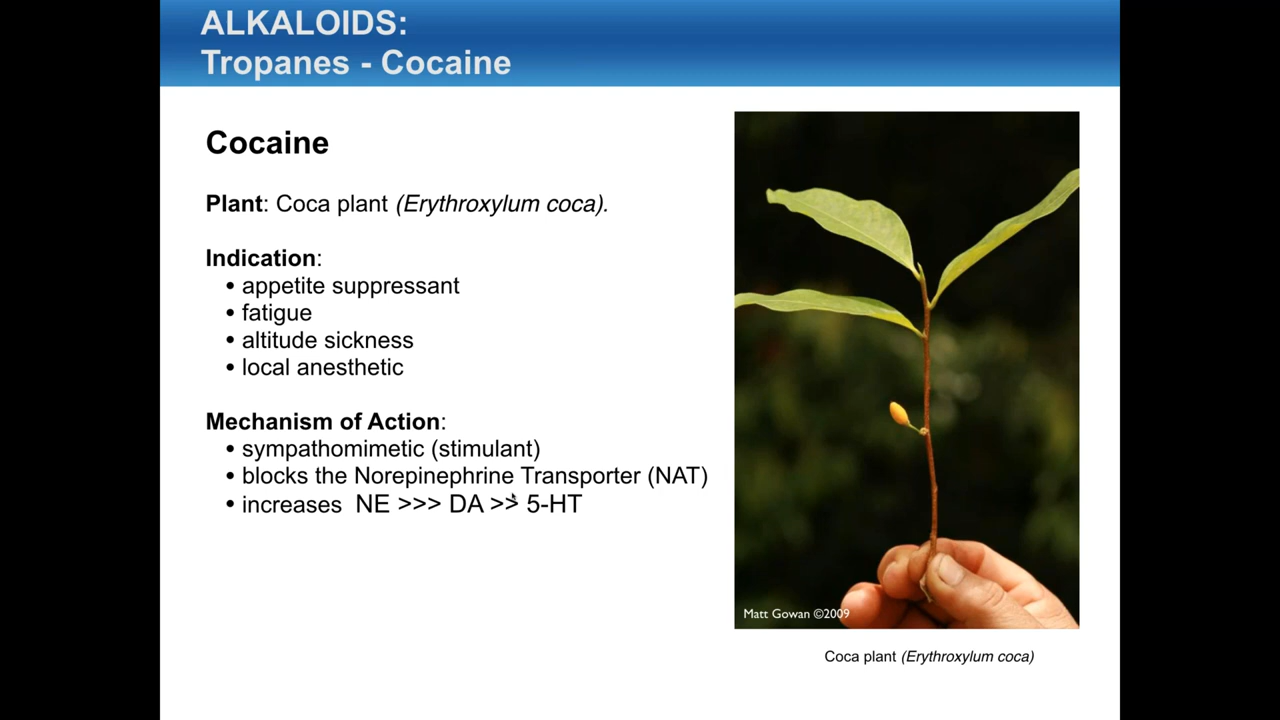 ALKALOIDS:
Tropanes - Cocaine
Cocaine
Plant: Coca plant (Erythroxylum coca).
Indication:
• appetite suppressant
• fatigue
• altitude sickness
• local anesthetic
Mechanism of Action:
• sympathomimetic (stimulant)
• blocks the Norepinephrine Transporter (NAT)
• increases NE >>> DA >> 5-HT
Matt Gowan ©2009
Coca plant (Erythroxylum coca)